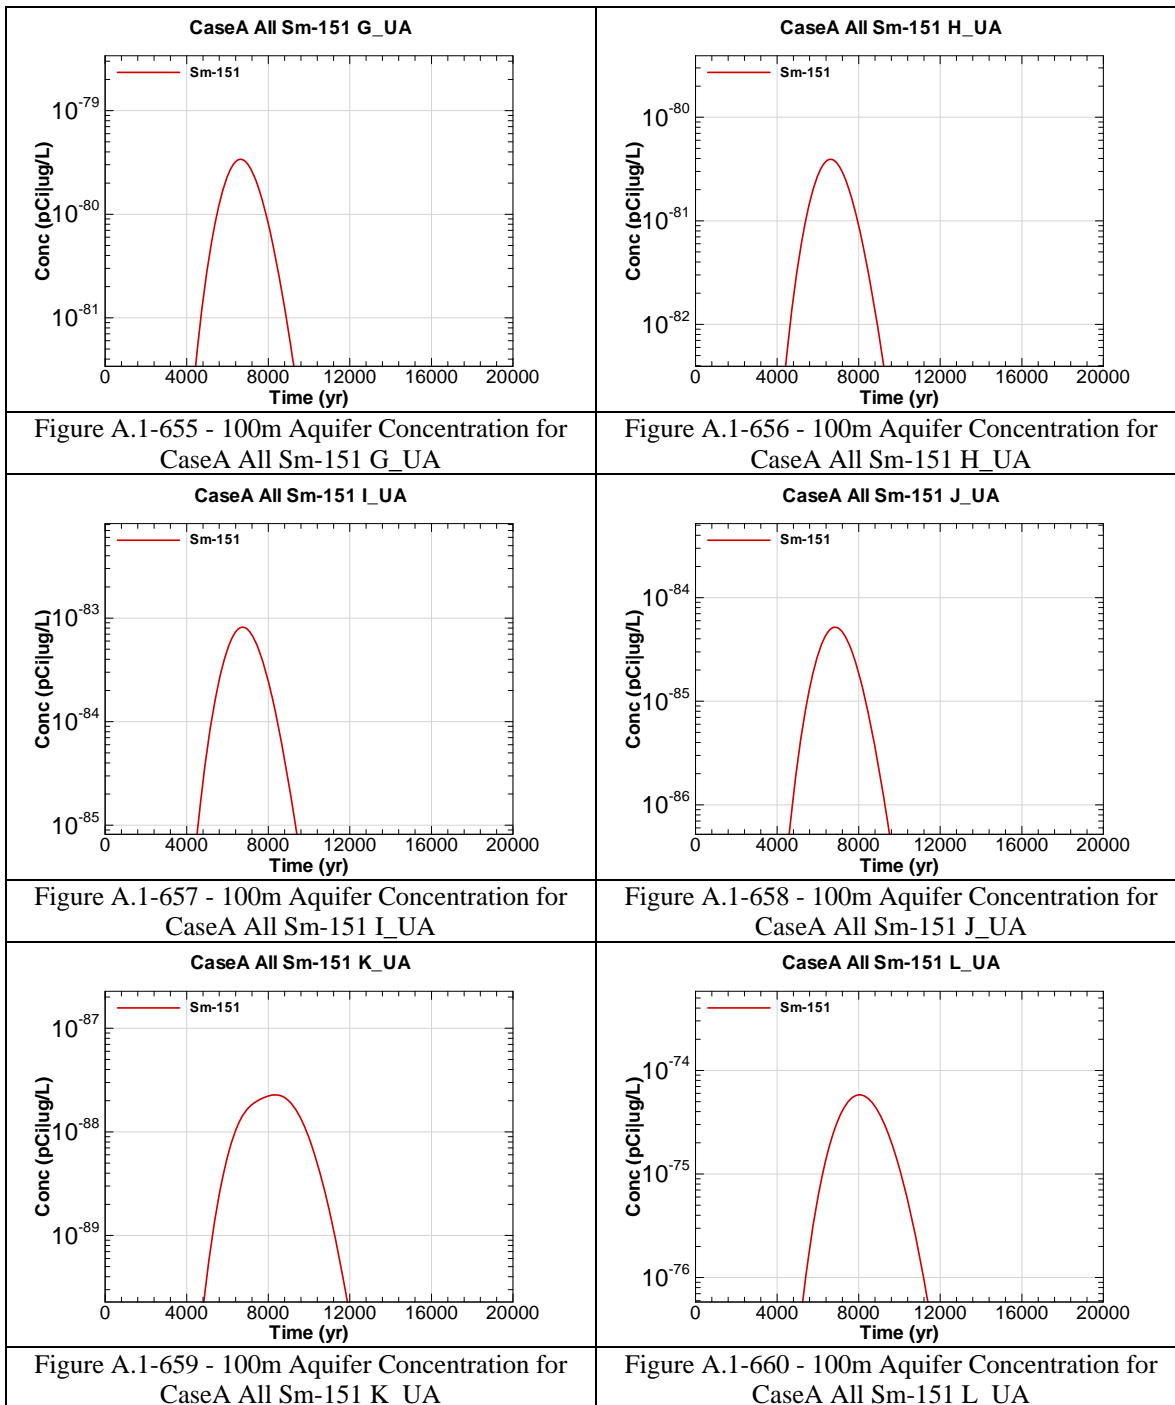 CaseA All Sm-151 G_UA
Sm-151
10-79
10-80
10-81
Conc (pCi|ug/L)
0 4000 8000 12000 16000 20000
Time (yr)
Figure A.1-655 - 100m Aquifer Concentration for
CaseA All Sm-151 G_UA
CaseA All Sm-151 H_UA
Sm-151
10-80
10-81
10-82
Conc (pCi|ug/L)
0 4000 8000 12000 16000 20000
Time (yr)
Figure A.1-656 - 100m Aquifer Concentration for
CaseA All Sm-151 H_UA
CaseA All Sm-151 I_UA
Sm-151
10-83
10-84
10-85
Conc (pCi|ug/L)
0 4000 8000 12000 16000 20000
Time (yr)
Figure A.1-657 - 100m Aquifer Concentration for
CaseA All Sm-151 I_UA
CaseA All Sm-151 J_UA
Sm-151
10-84
10-85
10-86
Conc (pCi|ug/L)
0 4000 8000 12000 16000 20000
Time (yr)
Figure A.1-658 - 100m Aquifer Concentration for
CaseA All Sm-151 J_UA
CaseA All Sm-151 K_UA
Sm-151
10-87
10-88
10-89
Conc (pCi|ug/L)
0 4000 8000 12000 16000 20000
Time (yr)
Figure A.1-659 - 100m Aquifer Concentration for
CaseA All Sm-151 K_UA
CaseA All Sm-151 L_UA
Sm-151
10-74
10-75
10-76
Conc (pCi|ug/L)
0 4000 8000 12000 16000 20000
Time (yr)
Figure A.1-660 - 100m Aquifer Concentration for
CaseA All Sm-151 L_UA